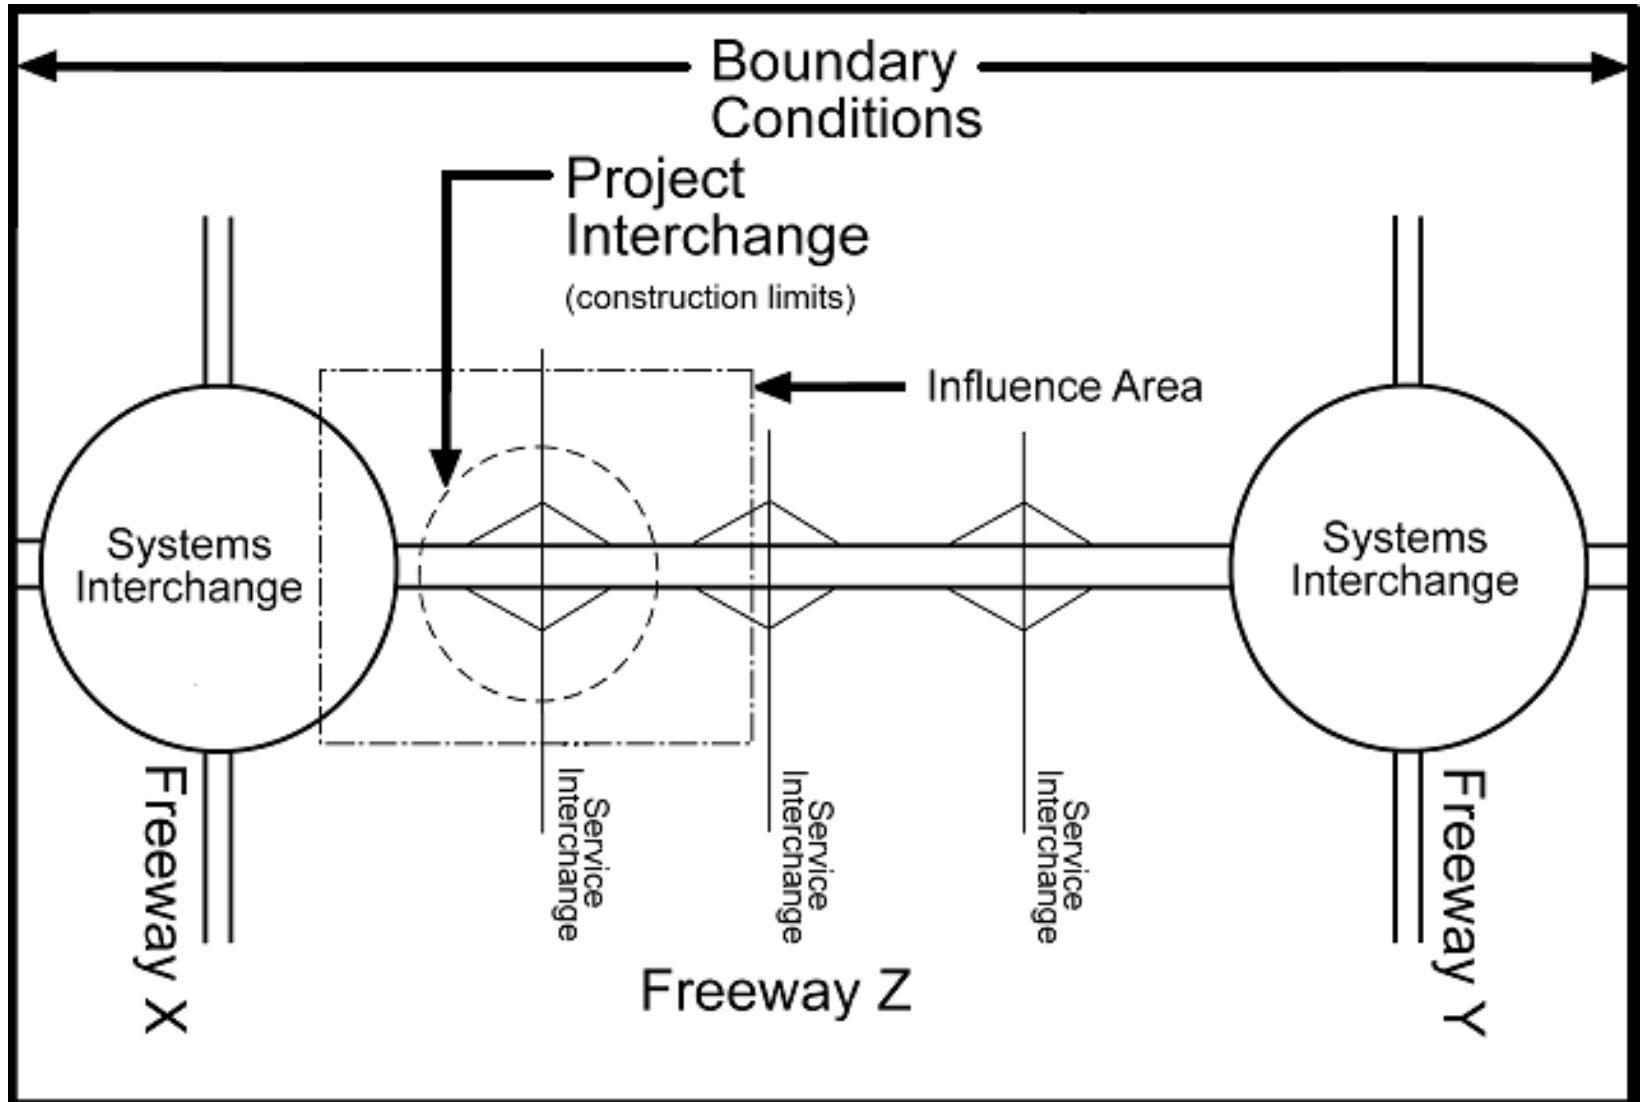 Boundary
Conditions
Project
Interchange
(construction limits)
Influence Area
Systems
Interchange
Systems
Interchange
Service
Interchange
Service
Interchange
Service
Interchange
Freeway X
Freeway Y
Freeway Z